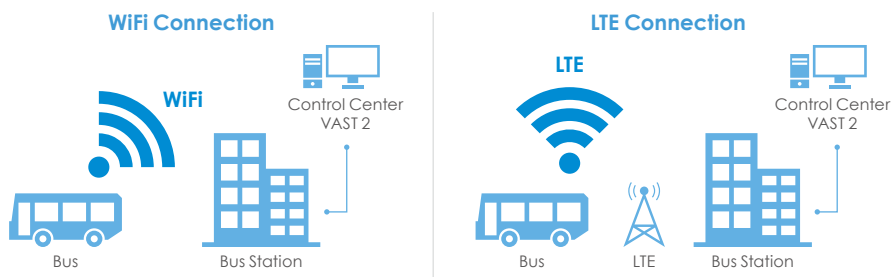 WiFi Connection
WiFi
Control Center
VAST 2
Bus
Bus Station
LTE Connection
LTE
Control Center
VAST 2
Bus
LTE
Bus Station